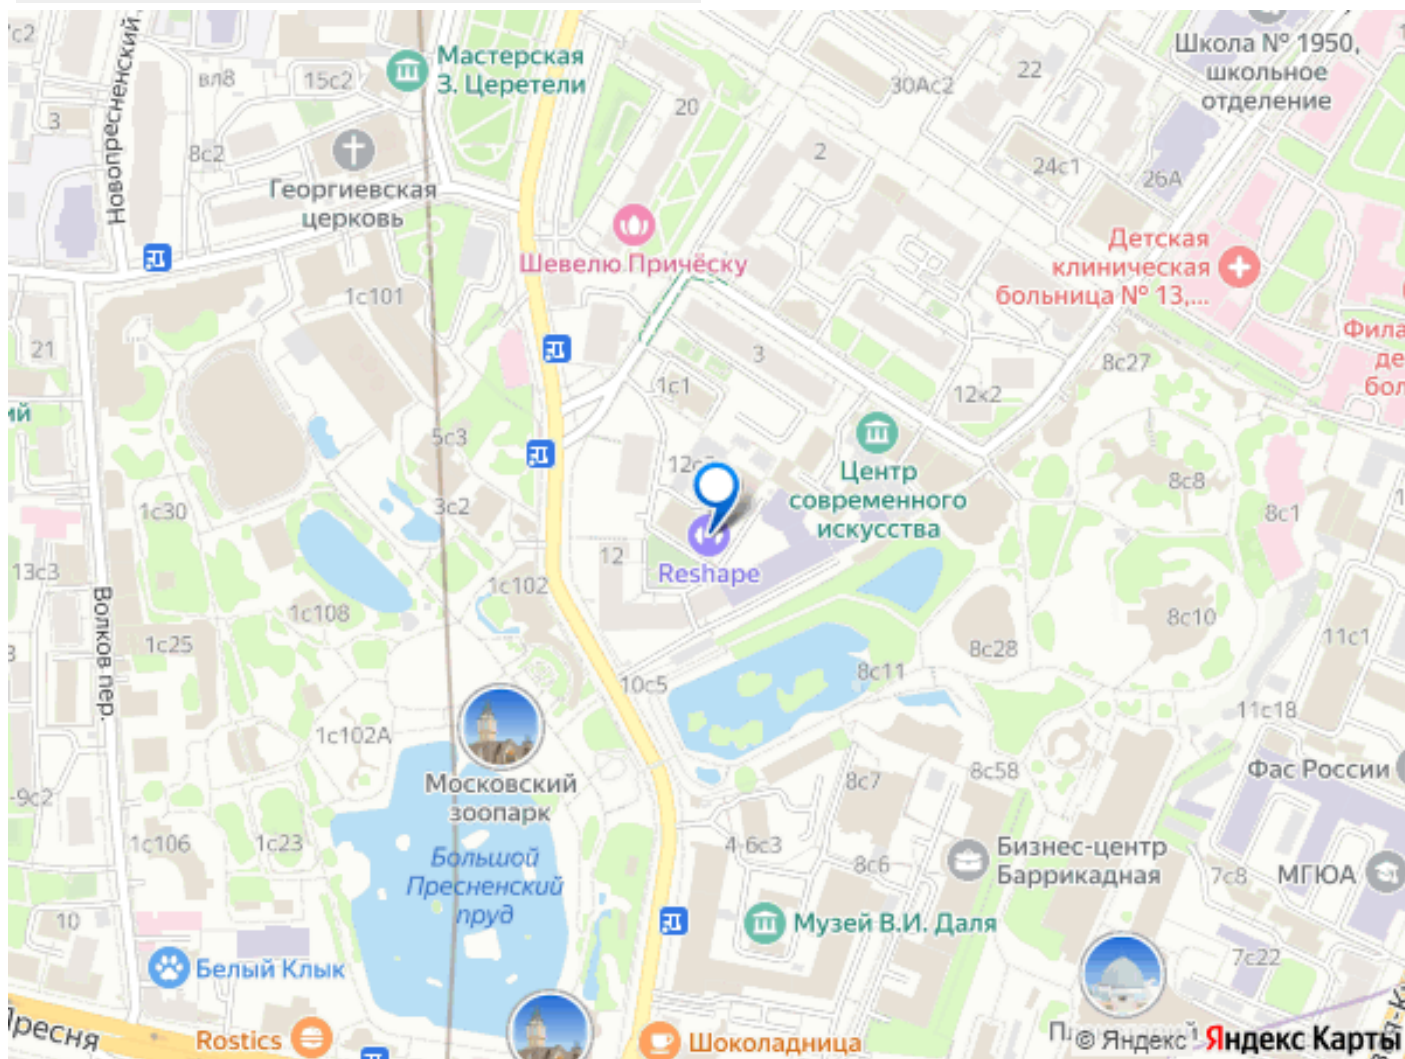 7с2
Новопресненский
вл8
15с2
Мастерская
З. Церетели
3
8с2
Георгиевская
церковь
20
30Ас2
22
Школа № 1950,
школьное
отделение
2
24с1
26А
Шевелю Причёску
Детская
клиническая
больница № 13,...
1с101
21
3
1с1
8с27
12к2
5с3
Центр
современного
искусства
8с8
8с1
1с30
3с2
13с3
12
Reshape
1с102
1с108
1с25
Волков пер.
8с10
11с1
8с28
8с11
10с5
11с18
1с102А
Московский
зоопарк
8с7
8с58
Фас России
1с106
1с23
4-6с3
8с6
Бизнес-центр
Баррикадная
7с8
МГЮА
Большой
Пресненский
пруд
10
Музей В.И. Даля
Белый Клык
7с22
Rostics
Шоколадница
© Яндекс
Яндекс Карты